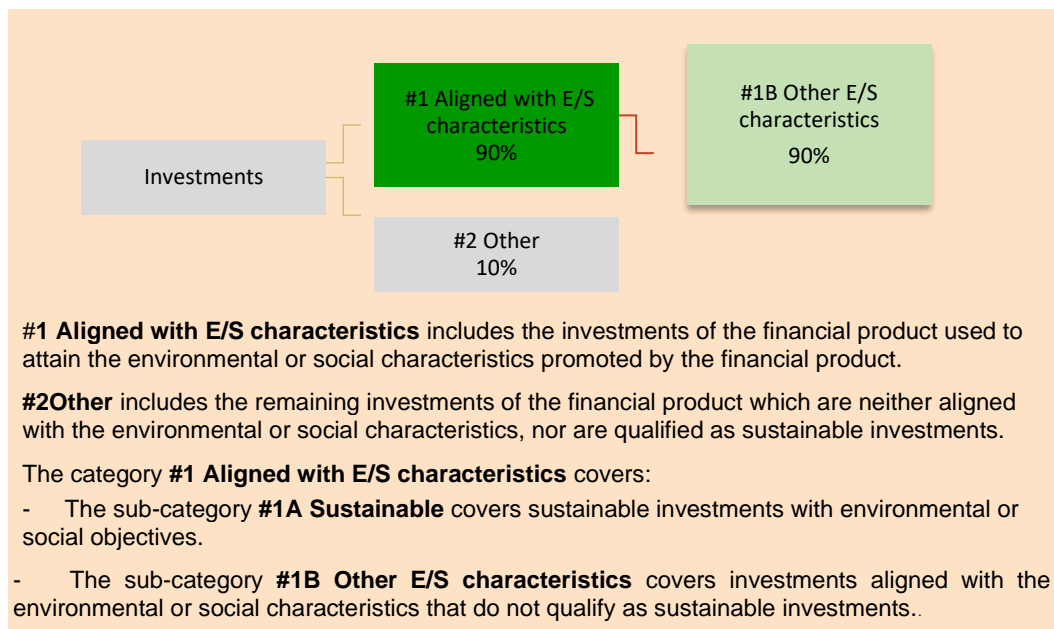 #1 Aligned with E/S
characteristics
90%
#1B Other E/S
characteristics
90%
Investments
#2 Other
10%
#1 Aligned with E/S characteristics includes the investments of the financial product used to
attain the environmental or social characteristics promoted by the financial product.
#2Other includes the remaining investments of the financial product which are neither aligned
with the environmental or social characteristics, nor are qualified as sustainable investments.
The category #1 Aligned with E/S characteristics covers:
- The sub-category #1A Sustainable covers sustainable investments with environmental or
social objectives.
- The sub-category #1B Other E/S characteristics covers investments aligned with the
environmental or social characteristics that do not qualify as sustainable investments..